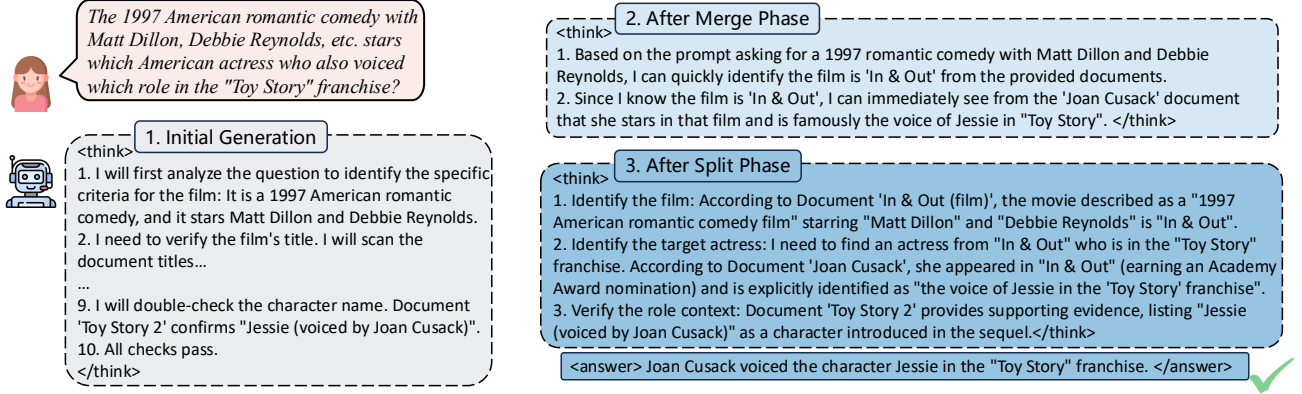 The 1997 American romantic comedy with
Matt Dillon, Debbie Reynolds, etc. stars
which American actress who also voiced
which role in the "Toy Story" franchise?
1. Initial Generation
<think>
1. I will first analyze the question to identify the specific
criteria for the film: It is a 1997 American romantic
comedy, and it stars Matt Dillon and Debbie Reynolds.
2. I need to verify the film's title. I will scan the
document titles...
...
9. I will double-check the character name. Document
'Toy Story 2' confirms "Jessie (voiced by Joan Cusack)".
10. All checks pass.
</think>
2. After Merge Phase
<think>
1. Based on the prompt asking for a 1997 romantic comedy with Matt Dillon and Debbie
Reynolds, I can quickly identify the film is 'In & Out' from the provided documents.
2. Since I know the film is 'In & Out', I can immediately see from the 'Joan Cusack' document
that she stars in that film and is famously the voice of Jessie in "Toy Story". </think>
3. After Split Phase
<think>
1. Identify the film: According to Document 'In & Out (film)', the movie described as a "1997
American romantic comedy film" starring "Matt Dillon" and "Debbie Reynolds" is "In & Out".
2. Identify the target actress: I need to find an actress from "In & Out" who is in the "Toy Story"
franchise. According to Document 'Joan Cusack', she appeared in "In & Out" (earning an Academy
Award nomination) and is explicitly identified as "the voice of Jessie in the 'Toy Story' franchise".
3. Verify the role context: Document 'Toy Story 2' provides supporting evidence, listing "Jessie
(voiced by Joan Cusack)" as a character introduced in the sequel.</think>
<answer> Joan Cusack voiced the character Jessie in the "Toy Story" franchise. </answer>